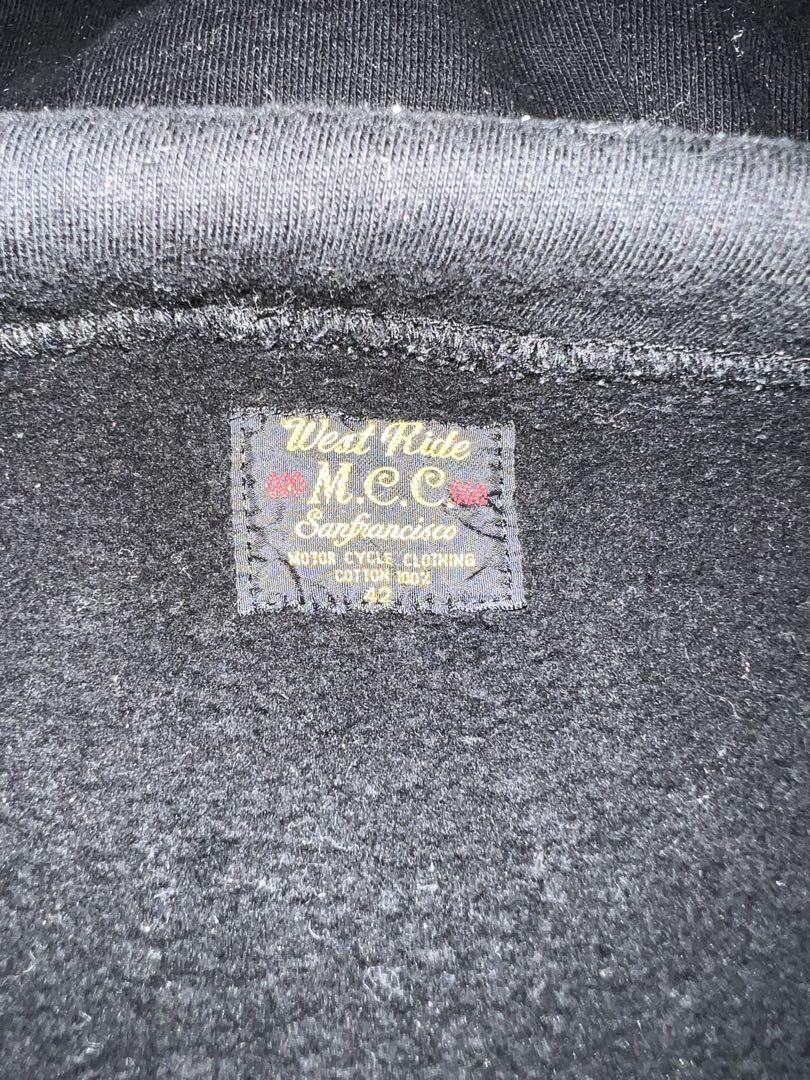 West Ride
M.C.C.
Sanfrancisco
MOTOR CYCLE CLOTHING
COTTON 100%
42